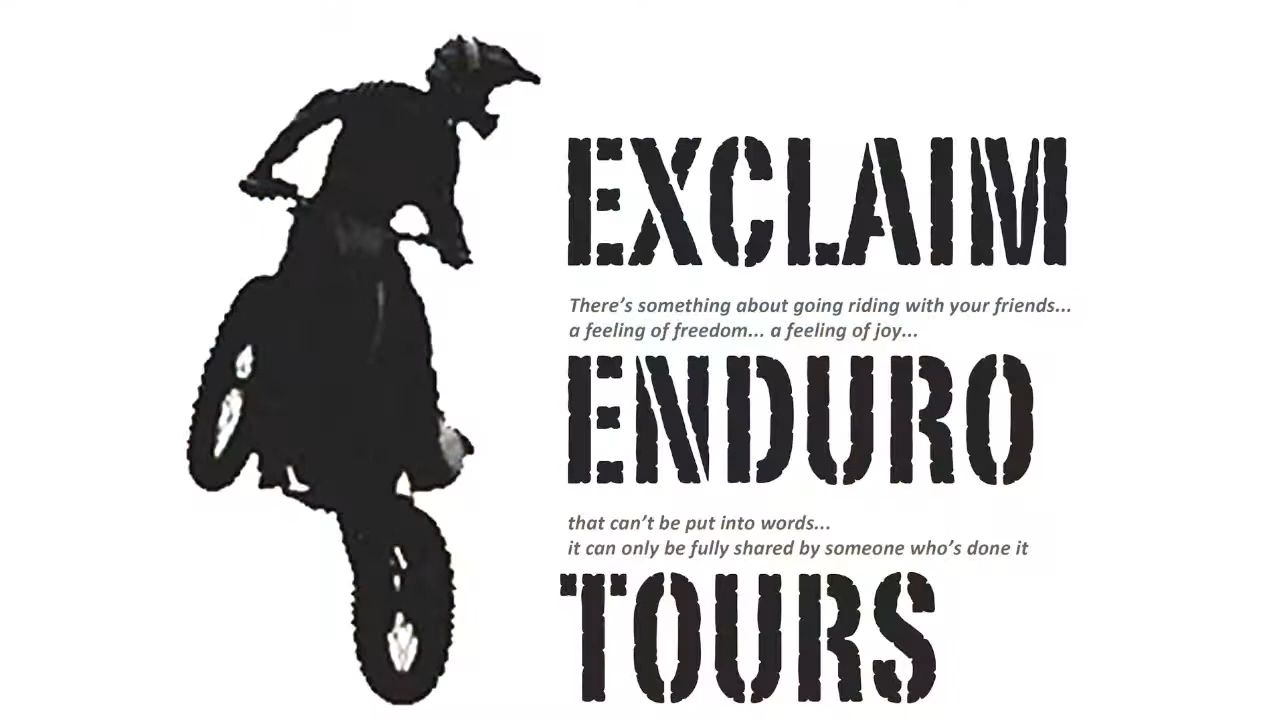 EXCLAIM
There's something about going riding with your friends...
a feeling of freedom... a feeling of joy...
ENDURO
that can't be put into words...
it can only be fully shared by someone who's done it
TOURS